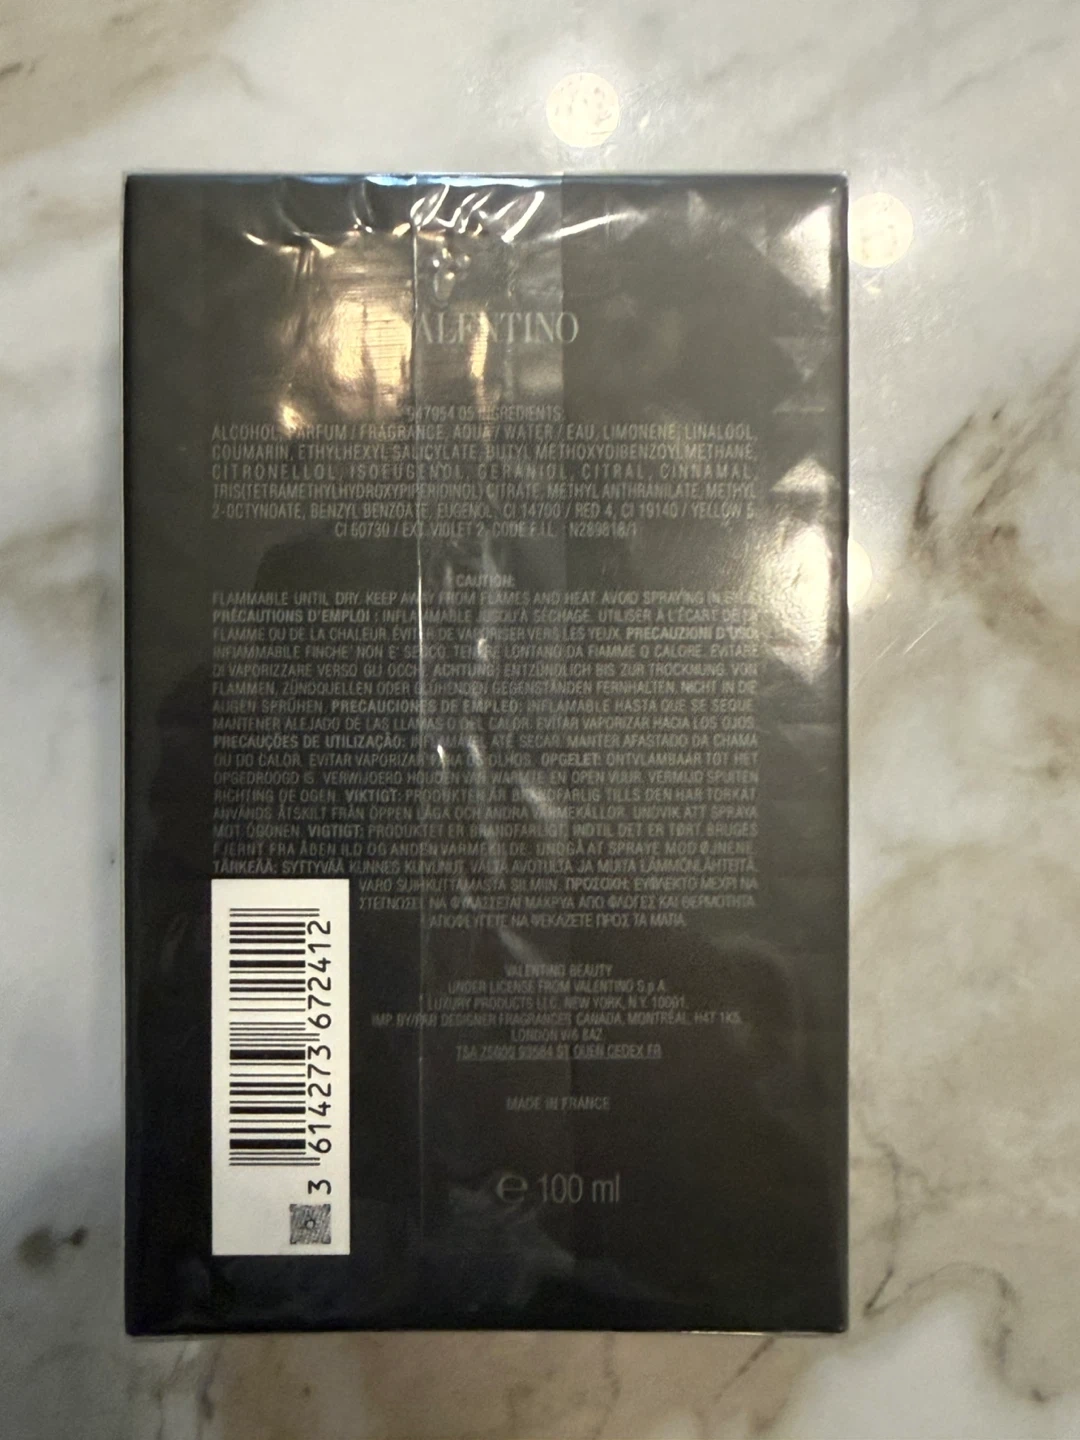 VALENTINO
947954 05 INGREDIENTS:
ALCOHOL, PARFUM / FRAGRANCE, AQUA / WATER / EAU, LIMONENE, LINALOOL,
COUMARIN, ETHYLHEXYL SALICYLATE, BUTYL METHOXYDIBENZOYLMETHANE,
CITRONELLOL, ISOEUGENOL, GERANIOL, CITRAL, CINNAMAL,
TRIS(TETRAMETHYLHYDROXYPIPERIDINOL) CITRATE, METHYL ANTHRANILATE, METHYL
2-OCTYNOATE, BENZYL BENZOATE, EUGENOL, CI 14700 / RED 4, CI 19140 / YELLOW 5,
CI 60730 / EXT. VIOLET 2. CODE F.I.L. : N289818/1
CAUTION:
FLAMMABLE UNTIL DRY. KEEP AWAY FROM FLAMES AND HEAT. AVOID SPRAYING IN EYES.
PRÉCAUTIONS D'EMPLOI : INFLAMMABLE JUSQU'À SÉCHAGE. UTILISER À L'ÉCART DE LA
FLAMME OU DE LA CHALEUR. ÉVITER DE VAPORISER VERS LES YEUX. PRECAUZIONI D'USO:
INFIAMMABILE FINCHE' NON E' SECCO. TENERE LONTANO DA FIAMME O CALORE. EVITARE
DI VAPORIZZARE VERSO GLI OCCHI. ACHTUNG: ENTZÜNDLICH BIS ZUR TROCKNUNG. VON
FLAMMEN, ZÜNDQUELLEN ODER GLÜHENDEN GEGENSTÄNDEN FERNHALTEN. NICHT IN DIE
AUGEN SPRÜHEN. PRECAUCIONES DE EMPLEO: INFLAMABLE HASTA QUE SE SEQUE.
MANTENER ALEJADO DE LAS LLAMAS O DEL CALOR. EVITAR VAPORIZAR HACIA LOS OJOS.
PRECAUÇÕES DE UTILIZAÇÃO: INFLAMÁVEL ATÉ SECAR. MANTER AFASTADO DA CHAMA
OU DO CALOR. EVITAR VAPORIZAR PARA OS OLHOS. OPGELET: ONTVLAMBAAR TOT HET
OPGEDROOGD IS. VERWIJDERD HOUDEN VAN WARMTE EN OPEN VUUR. VERMIJD SPUITEN
RICHTING DE OGEN. VIKTIGT: PRODUKTEN ÄR BRANDFARLIG TILLS DEN HAR TORKAT.
ANVÄNDS ÅTSKILT FRÅN ÖPPEN LÅGA OCH ANDRA VÄRMEKÄLLOR. UNDVIK ATT SPRAYA
MOT ÖGONEN. VIGTIGT: PRODUKTET ER BRANDFARLIGT, INDTIL DET ER TØRT. BRUGES
FJERNT FRA ÅBEN ILD OG ANDEN VARMEKILDE. UNDGÅ AT SPRAYE MOD ØJNENE.
TÄRKEÄÄ: SYTTYVÄÄ KUNNES KUIVUNUT. VÄLTÄ AVOTULTA JA MUITA LÄMMÖNLÄHTEITÄ.
VARO SUIHKUTTAMASTA SILMIIN. ΠΡΟΣΟΧΗ: ΕΥΦΛΕΚΤΟ ΜΕΧΡΙ ΝΑ
ΣΤΕΓΝΩΣΕΙ. ΝΑ ΦΥΛΑΣΣΕΤΑΙ ΜΑΚΡΥΑ ΑΠΟ ΦΛΟΓΕΣ ΚΑΙ ΘΕΡΜΟΤΗΤΑ.
ΑΠΟΦΕΥΓΕΤΕ ΝΑ ΨΕΚΑΖΕΤΕ ΠΡΟΣ ΤΑ ΜΑΤΙΑ.
VALENTINO BEAUTY
UNDER LICENSE FROM VALENTINO S.p.A.
LUXURY PRODUCTS LLC, NEW YORK, N.Y. 10001.
IMP. BY/PAR DESIGNER FRAGRANCES CANADA, MONTRÉAL, H4T 1K5.
LONDON W6 8AZ.
TSA 75000 93584 ST OUEN CEDEX FR
MADE IN FRANCE
e 100 ml
3 614273 672412